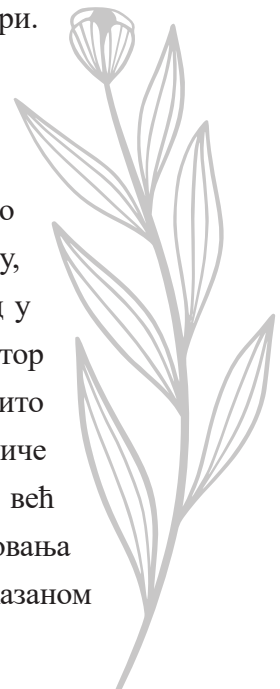 ри.
о
у,
у
тор
ито
иче
већ
овања
азаном